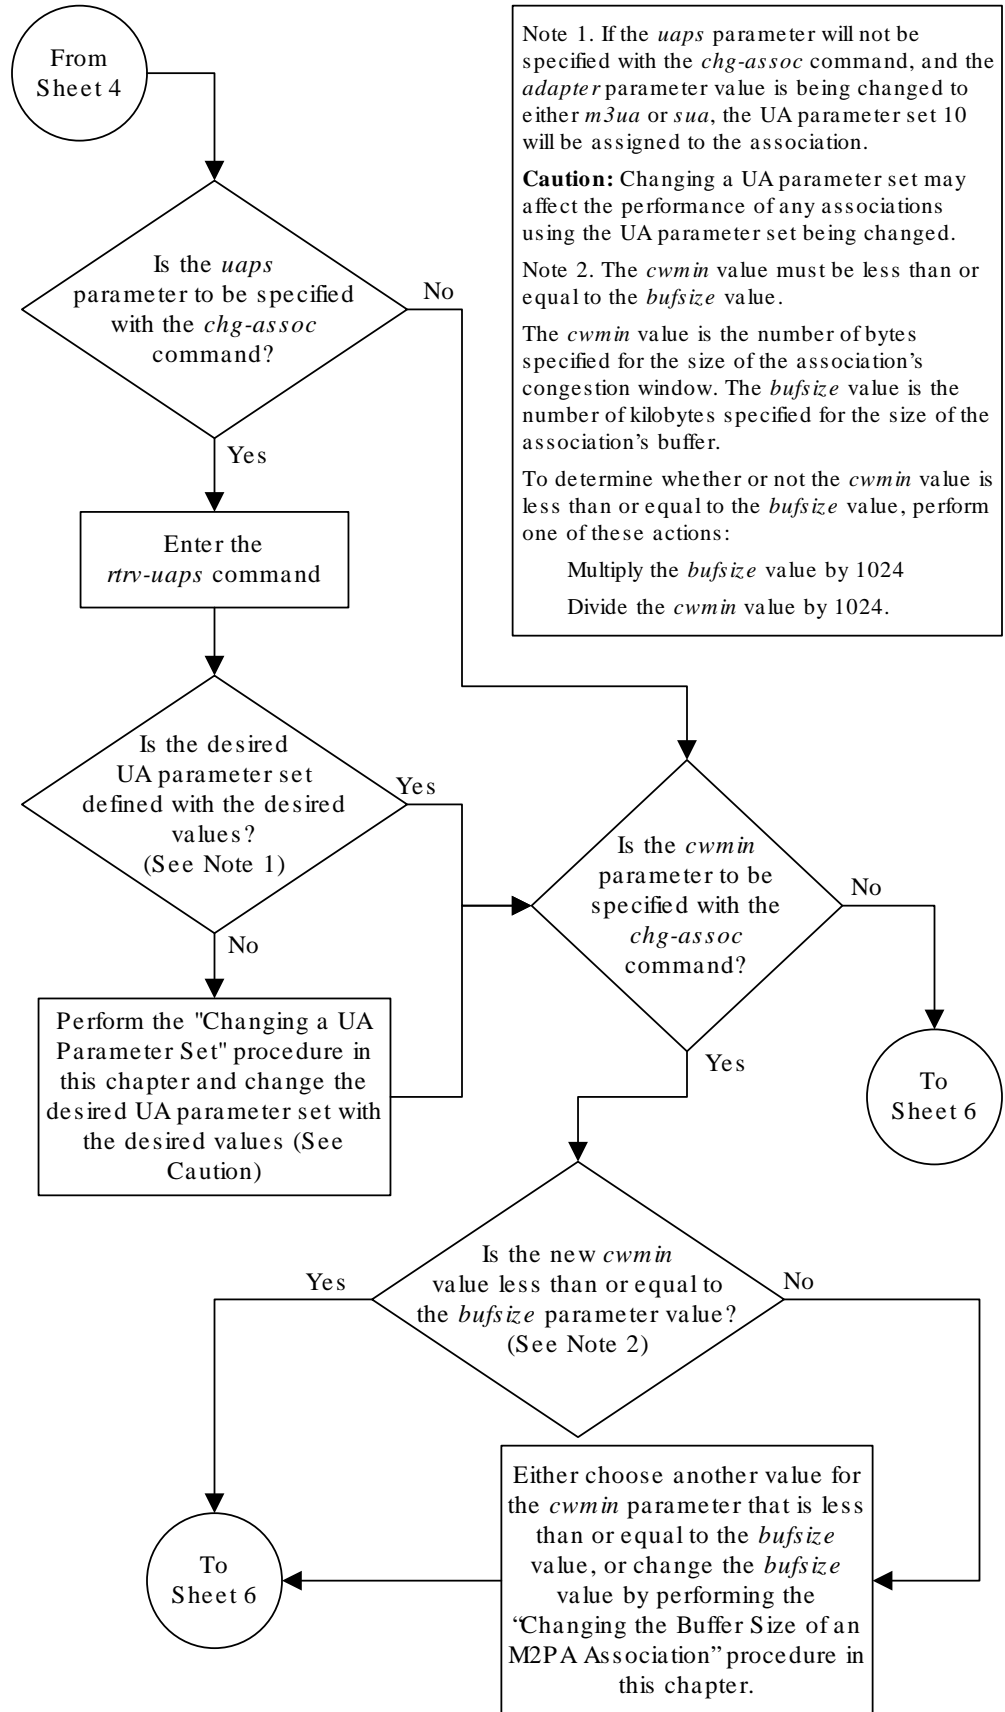 From
Sheet 4
Note 1. If the uaps parameter will not be
specified with the chg-assoc command, and the
adapter parameter value is being changed to
either m3ua or sua, the UA parameter set 10
will be assigned to the association.
Caution: Changing a UA parameter set may
affect the performance of any associations
using the UA parameter set being changed.
Note 2. The cwmin value must be less than or
equal to the bufsize value.
The cwmin value is the number of bytes
specified for the size of the association's
congestion window. The bufsize value is the
number of kilobytes specified for the size of the
association's buffer.
To determine whether or not the cwmin value is
less than or equal to the bufsize value, perform
one of these actions:
Multiply the bufsize value by 1024
Divide the cwmin value by 1024.
Is the uaps
parameter to be specified
with the chg-assoc
command?
No
Yes
Enter the
rtrv-uaps command
Is the desired
UA parameter set
defined with the desired
values?
(See Note 1)
Yes
No
Perform the "Changing a UA
Parameter Set" procedure in
this chapter and change the
desired UA parameter set with
the desired values (See
Caution)
Is the cwmin
parameter to be
specified with the
chg-assoc
command?
No
Yes
To
Sheet 6
Is the new cwmin
value less than or equal to
the bufsize parameter value?
(See Note 2)
Yes
No
Either choose another value for
the cwmin parameter that is less
than or equal to the bufsize
value, or change the bufsize
value by performing the
“Changing the Buffer Size of an
M2PA Association” procedure in
this chapter.
To
Sheet 6